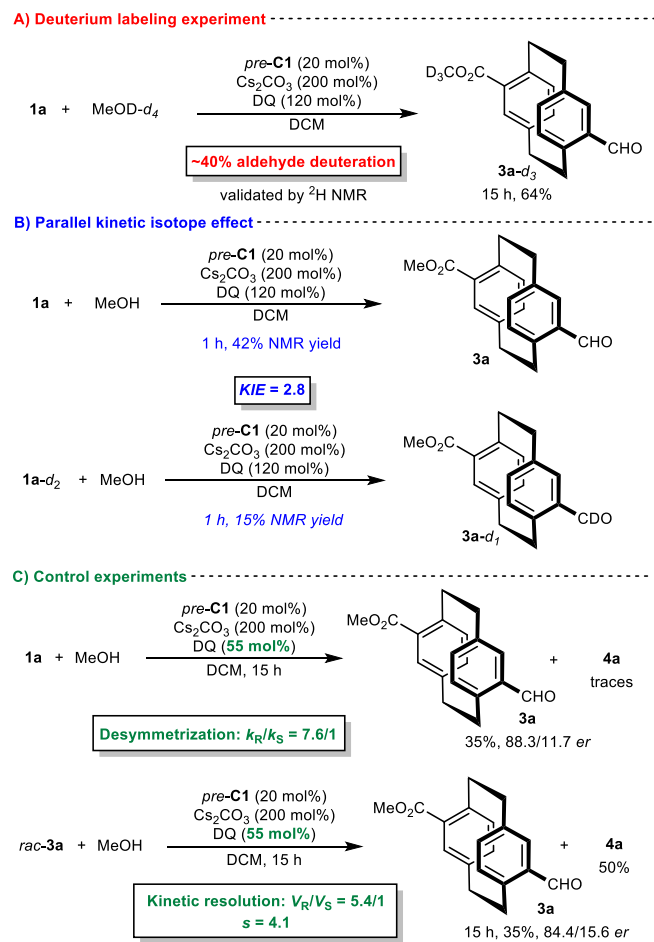 A) Deuterium labeling experiment
1a + MeOD-d4
pre-C1 (20 mol%)
Cs2CO3 (200 mol%)
DQ (120 mol%)
DCM
~40% aldehyde deuteration
validated by 2H NMR
D3CO2C
CHO
3a-d3
15 h, 64%
B) Parallel kinetic isotope effect
1a + MeOH
pre-C1 (20 mol%)
Cs2CO3 (200 mol%)
DQ (120 mol%)
DCM
1 h, 42% NMR yield
MeO2C
CHO
3a
KIE = 2.8
1a-d2 + MeOH
pre-C1 (20 mol%)
Cs2CO3 (200 mol%)
DQ (120 mol%)
DCM
1 h, 15% NMR yield
MeO2C
CDO
3a-d1
C) Control experiments
1a + MeOH
pre-C1 (20 mol%)
Cs2CO3 (200 mol%)
DQ (55 mol%)
DCM, 15 h
MeO2C
CHO
3a
+ 4a
traces
35%, 88.3/11.7 er
Desymmetrization: kR/kS = 7.6/1
rac-3a + MeOH
pre-C1 (20 mol%)
Cs2CO3 (200 mol%)
DQ (55 mol%)
DCM, 15 h
MeO2C
CHO
3a
+ 4a
50%
15 h, 35%, 84.4/15.6 er
Kinetic resolution: VR/VS = 5.4/1
s = 4.1